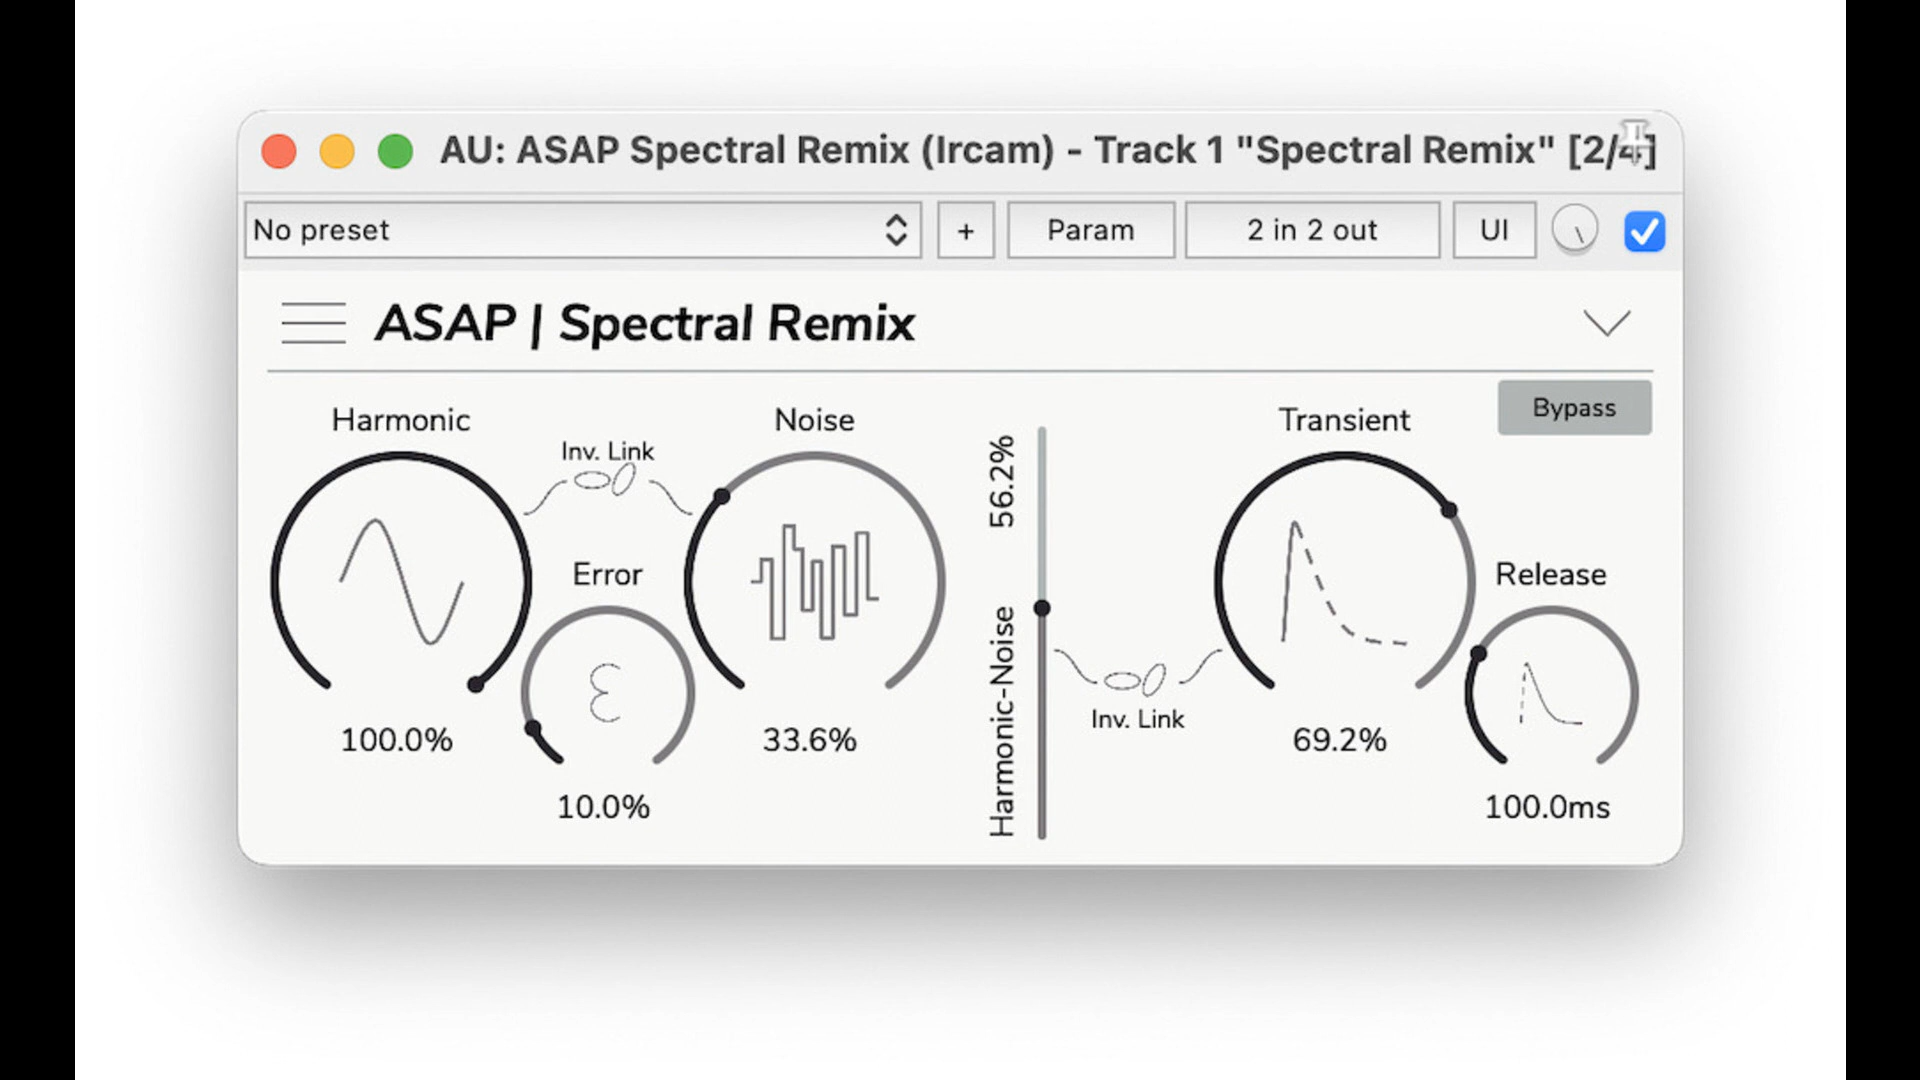 AU: ASAP Spectral Remix (Ircam) - Track 1 "Spectral Remix" [2/4]
No preset
+
Param
2 in 2 out
UI
ASAP | Spectral Remix
Bypass
Harmonic
100.0%
Inv. Link
Error
10.0%
Noise
33.6%
Harmonic-Noise
56.2%
Inv. Link
Transient
69.2%
Release
100.0ms